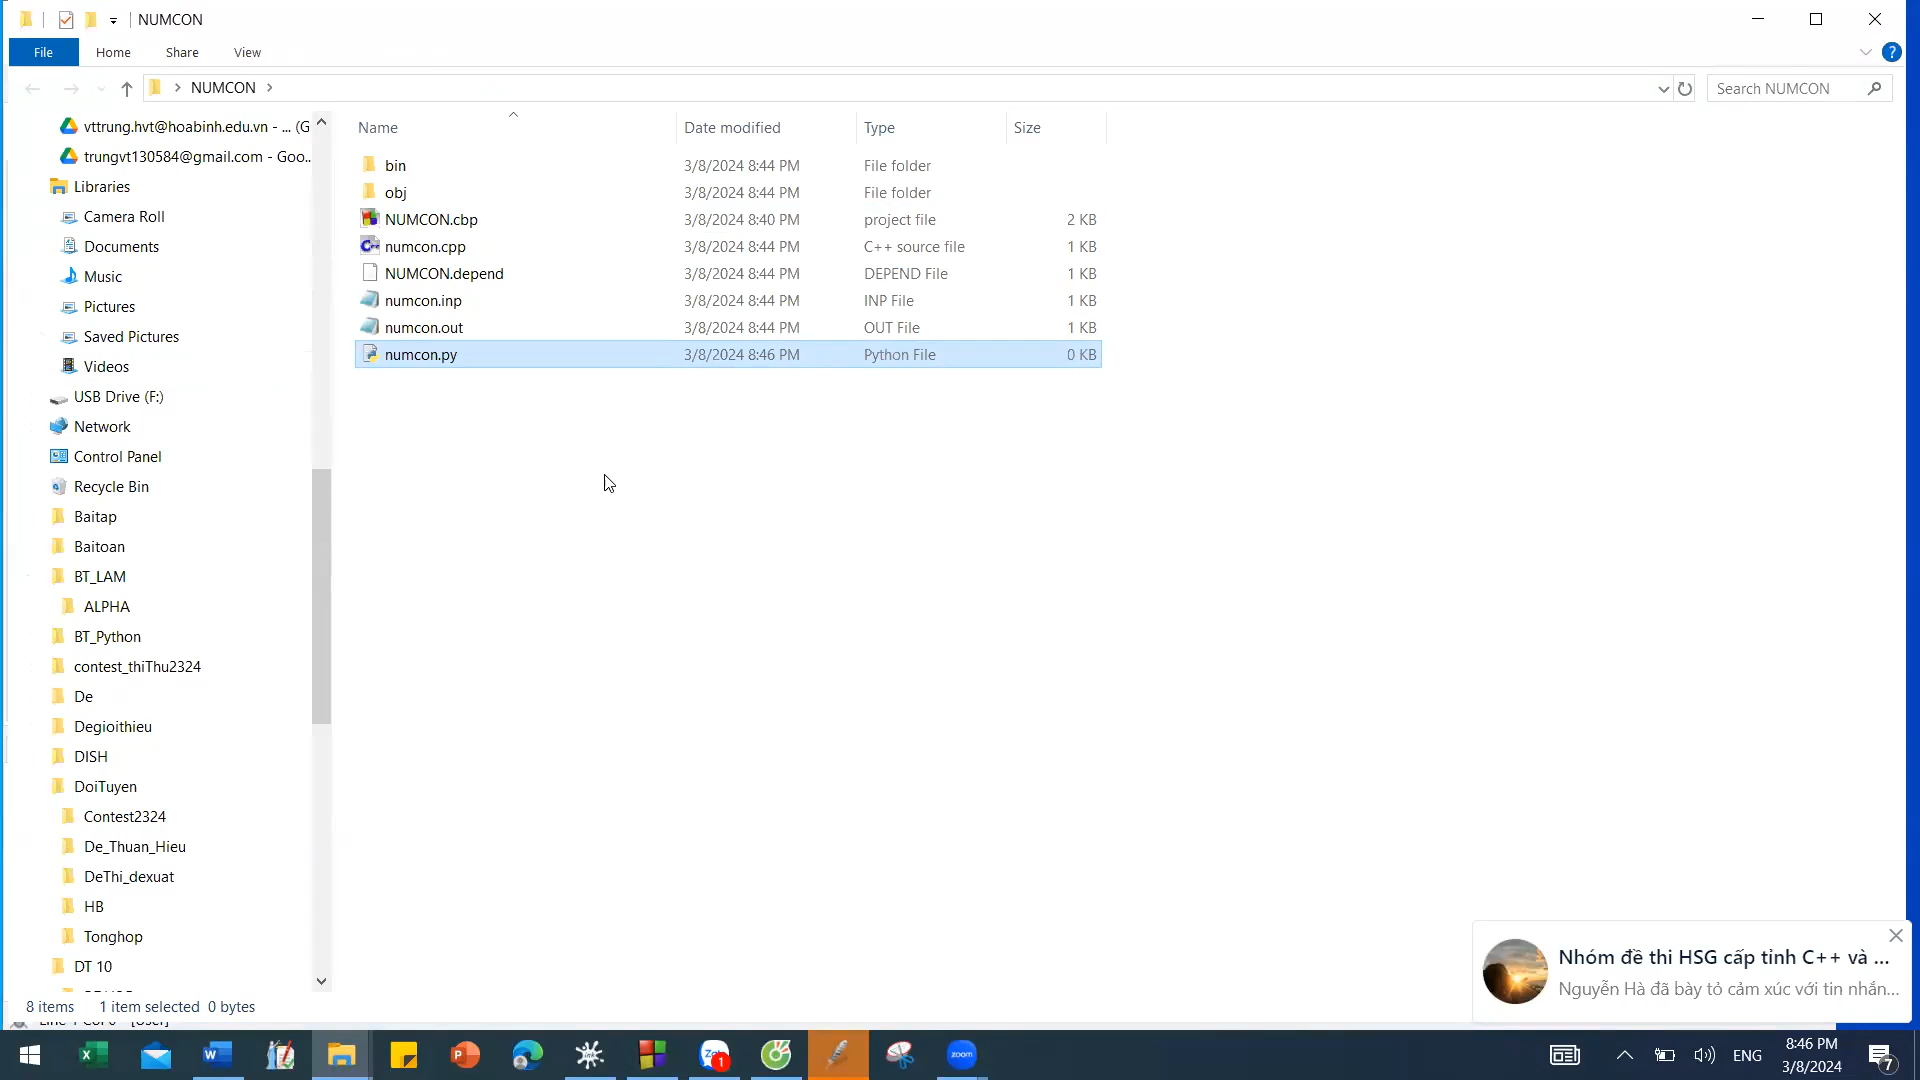 NUMCON
File Home Share View
NUMCON
Search NUMCON
Name Date modified Type Size
vttrung.hvt@hoabinh.edu.vn - ... (G
trungvt130584@gmail.com - Goo...
Libraries
Camera Roll
Documents
Music
Pictures
Saved Pictures
Videos
USB Drive (F:)
Network
Control Panel
Recycle Bin
Baitap
Baitoan
BT_LAM
ALPHA
BT_Python
contest_thiThu2324
De
Degioithieu
DISH
DoiTuyen
Contest2324
De_Thuan_Hieu
DeThi_dexuat
HB
Tonghop
DT 10
bin 3/8/2024 8:44 PM File folder
obj 3/8/2024 8:44 PM File folder
NUMCON.cbp 3/8/2024 8:40 PM project file 2 KB
numcon.cpp 3/8/2024 8:44 PM C++ source file 1 KB
NUMCON.depend 3/8/2024 8:44 PM DEPEND File 1 KB
numcon.inp 3/8/2024 8:44 PM INP File 1 KB
numcon.out 3/8/2024 8:44 PM OUT File 1 KB
numcon.py 3/8/2024 8:46 PM Python File 0 KB
Nhóm đề thi HSG cấp tỉnh C++ và ...
Nguyễn Hà đã bày tỏ cảm xúc với tin nhắn...
8 items 1 item selected 0 bytes
zoom
1
ENG
8:46 PM
3/8/2024
7